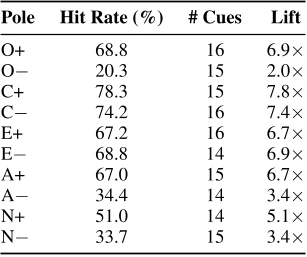 Pole Hit Rate (%) # Cues Lift
O+ 68.8 16 6.9×
O− 20.3 15 2.0×
C+ 78.3 15 7.8×
C− 74.2 16 7.4×
E+ 67.2 16 6.7×
E− 68.8 14 6.9×
A+ 67.0 15 6.7×
A− 34.4 14 3.4×
N+ 51.0 14 5.1×
N− 33.7 15 3.4×